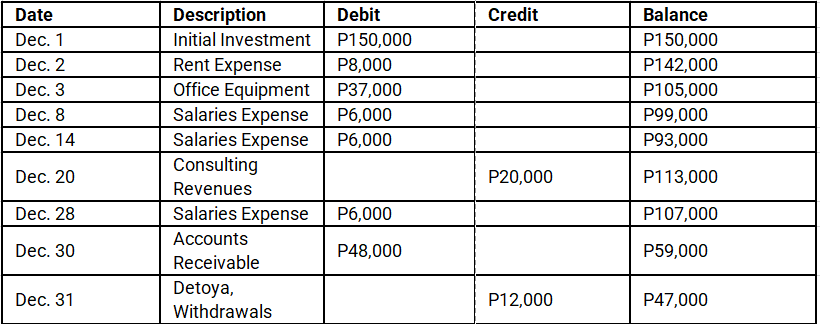 Date Description Debit Credit Balance
Dec. 1 Initial Investment P150,000 P150,000
Dec. 2 Rent Expense P8,000 P142,000
Dec. 3 Office Equipment P37,000 P105,000
Dec. 8 Salaries Expense P6,000 P99,000
Dec. 14 Salaries Expense P6,000 P93,000
Dec. 20 Consulting Revenues P20,000 P113,000
Dec. 28 Salaries Expense P6,000 P107,000
Dec. 30 Accounts Receivable P48,000 P59,000
Dec. 31 Detoya, Withdrawals P12,000 P47,000